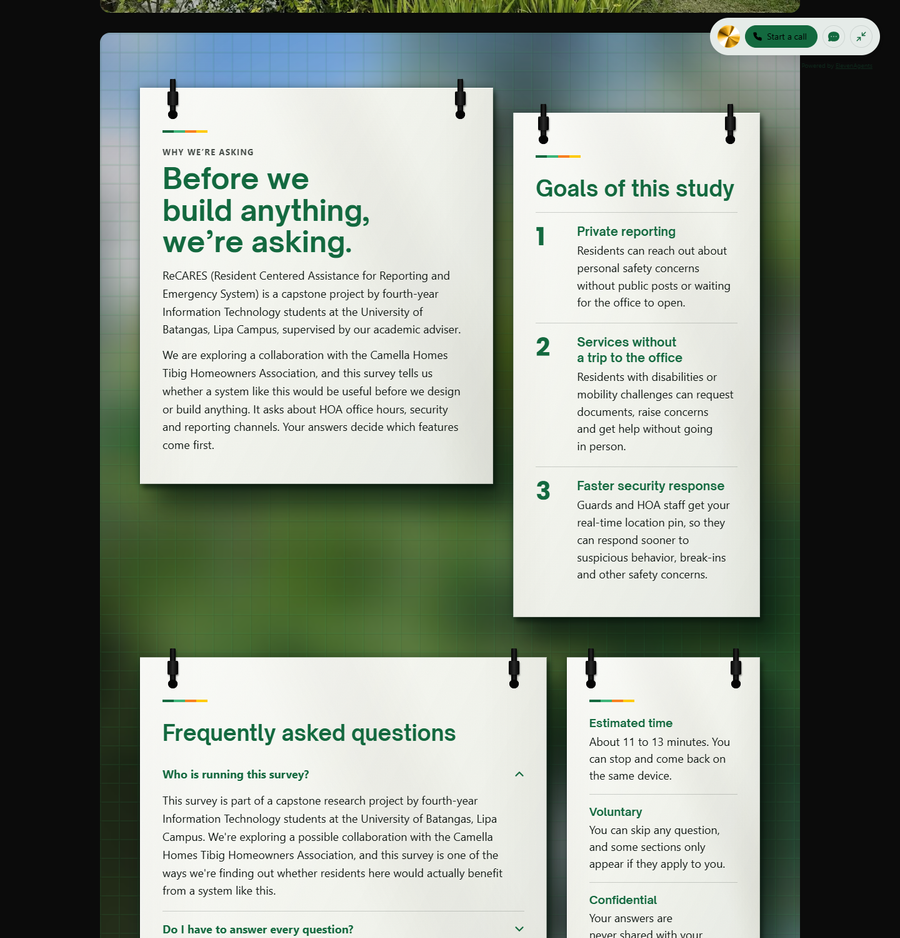 Start a call
WHY WE'RE ASKING
Before we
build anything,
we're asking.
ReCARES (Resident Centered Assistance for Reporting and
Emergency System) is a capstone project by fourth-year
Information Technology students at the University of
Batangas, Lipa Campus, supervised by our academic adviser.
We are exploring a collaboration with the Camella Homes
Tibig Homeowners Association, and this survey tells us
whether a system like this would be useful before we design
or build anything. It asks about HOA office hours, security
and reporting channels. Your answers decide which features
come first.
Goals of this study
1
Private reporting
Residents can reach out about
personal safety concerns
without public posts or waiting
for the office to open.
2
Services without
a trip to the office
Residents with disabilities or
mobility challenges can request
documents, raise concerns
and get help without going
in person.
3
Faster security response
Guards and HOA staff get your
real-time location pin, so they
can respond sooner to
suspicious behavior, break-ins
and other safety concerns.
Frequently asked questions
Who is running this survey?
This survey is part of a capstone research project by fourth-year
Information Technology students at the University of Batangas, Lipa
Campus. We're exploring a possible collaboration with the Camella
Homes Tibig Homeowners Association, and this survey is one of the
ways we're finding out whether residents here would actually benefit
from a system like this.
Do I have to answer every question?
Estimated time
About 11 to 13 minutes. You
can stop and come back on
the same device.
Voluntary
You can skip any question,
and some sections only
appear if they apply to you.
Confidential
Your answers are
never shared with your